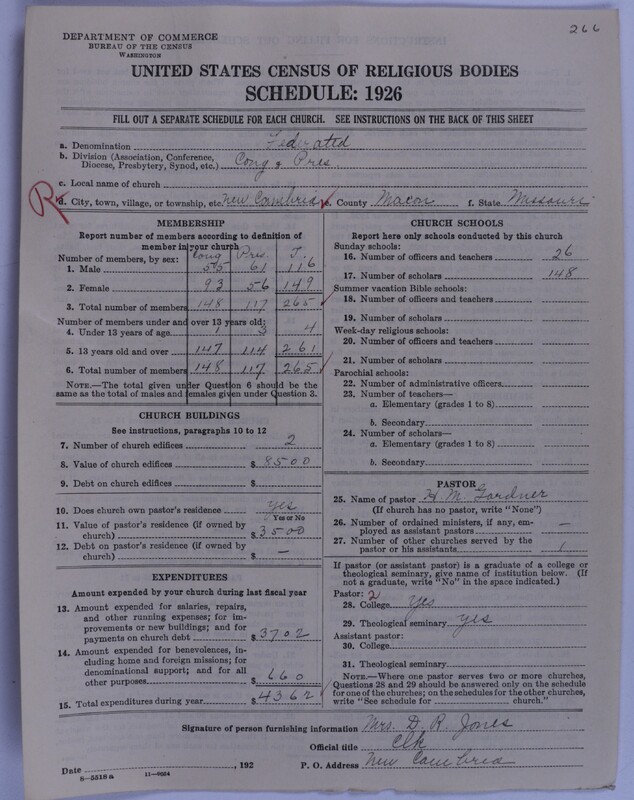 266
DEPARTMENT OF COMMERCE
BUREAU OF THE CENSUS
WASHINGTON
UNITED STATES CENSUS OF RELIGIOUS BODIES
SCHEDULE: 1926
FILL OUT A SEPARATE SCHEDULE FOR EACH CHURCH. SEE INSTRUCTIONS ON THE BACK OF THIS SHEET
a. Denomination Federated
b. Division (Association, Conference, Diocese, Presbytery, Synod, etc.) Cong & Pres
c. Local name of church
R
d. City, town, village, or township, etc. New Cambria e. County Macon f. State Missouri
MEMBERSHIP
Report number of members according to definition of member in your church
Number of members, by sex: Cong Pres. T.
1. Male 55 61 116
2. Female 93 56 149
3. Total number of members 148 117 265
Number of members under and over 13 years old:
4. Under 13 years of age 1 3 4
5. 13 years old and over 147 114 261
6. Total number of members 148 117 265
NOTE.—The total given under Question 6 should be the
same as the total of males and females given under Question 3.
CHURCH BUILDINGS
See instructions, paragraphs 10 to 12
7. Number of church edifices 2
8. Value of church edifices $ 8500
9. Debt on church edifices $
10. Does church own pastor's residence yes
Yes or No
11. Value of pastor's residence (if owned by
church) $ 3500
12. Debt on pastor's residence (if owned by
church) $ —
EXPENDITURES
Amount expended by your church during last fiscal year
13. Amount expended for salaries, repairs,
and other running expenses; for im-
provements or new buildings; and for
payments on church debt $ 3702
14. Amount expended for benevolences, in-
cluding home and foreign missions; for
denominational support; and for all
other purposes $ 660
15. Total expenditures during year $ 4362
CHURCH SCHOOLS
Report here only schools conducted by this church
Sunday schools:
16. Number of officers and teachers 26
17. Number of scholars 148
Summer vacation Bible schools:
18. Number of officers and teachers
19. Number of scholars
Week-day religious schools:
20. Number of officers and teachers
21. Number of scholars
Parochial schools:
22. Number of administrative officers
23. Number of teachers—
a. Elementary (grades 1 to 8)
b. Secondary
24. Number of scholars—
a. Elementary (grades 1 to 8)
b. Secondary
PASTOR
25. Name of pastor H. M. Gardner
(If church has no pastor, write "None")
26. Number of ordained ministers, if any, em-
ployed as assistant pastors —
27. Number of other churches served by the
pastor or his assistants 1
If pastor (or assistant pastor) is a graduate of a college or
theological seminary, give name of institution below. (If
not a graduate, write "No" in the space indicated.)
Pastor: 2
28. College yes
29. Theological seminary yes
Assistant pastor:
30. College
31. Theological seminary
NOTE.—Where one pastor serves two or more churches,
Questions 28 and 29 should be answered only on the schedule
for one of the churches; on the schedules for the other churches,
write "See schedule for church."
Signature of person furnishing information Mrs. D. R. Jones
Official title Clk
Date , 192 P. O. Address New Cambria
8—5518 a 11—9054